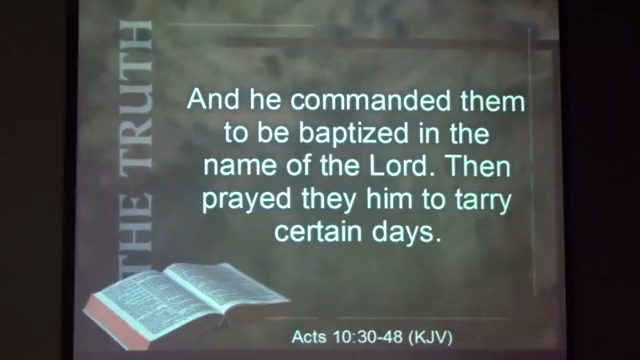 THE TRUTH
And he commanded them
to be baptized in the
name of the Lord. Then
prayed they him to tarry
certain days.
Acts 10:30-48 (KJV)